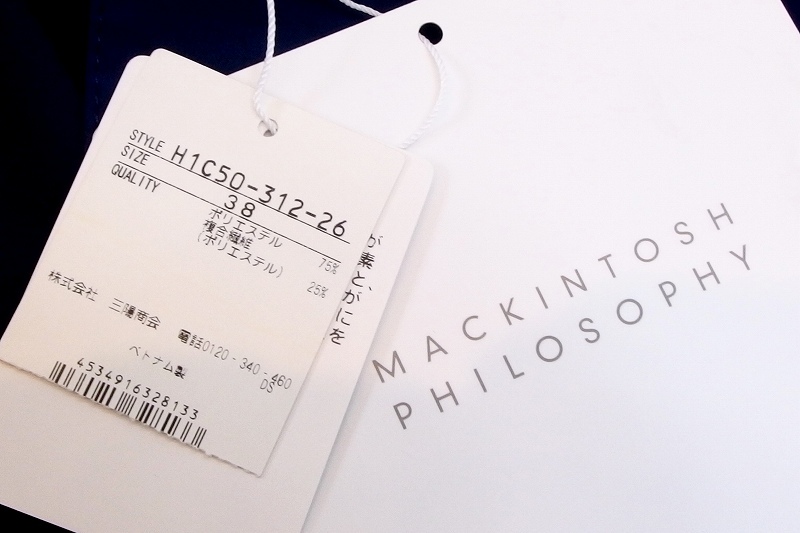 STYLE H1C50-312-26
SIZE 38
QUALITY
ポリエステル 75%
複合繊維
(ポリエステル) 25%
株式会社 三陽商会
電話0120-340-460
ベトナム製 DS
4534916328133
が
素
と、
が
に
を
MACKINTOSH
PHILOSOPHY